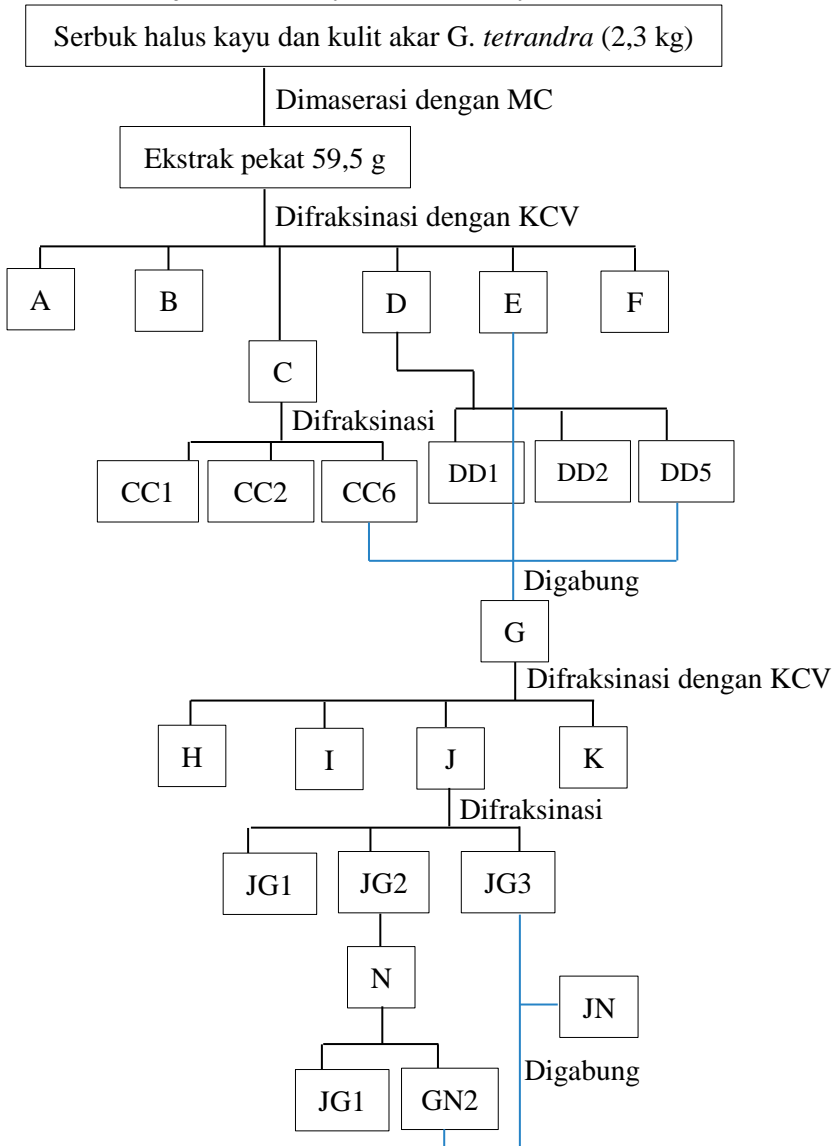 Serbuk halus kayu dan kulit akar G. tetrandra (2,3 kg)
Dimaserasi dengan MC
Ekstrak pekat 59,5 g
Difraksinasi dengan KCV
A
B
D
E
F
C
Difraksinasi
CC1
CC2
CC6
DD1
DD2
DD5
Digabung
G
Difraksinasi dengan KCV
H
I
J
K
Difraksinasi
JG1
JG2
JG3
N
JN
Digabung
JG1
GN2